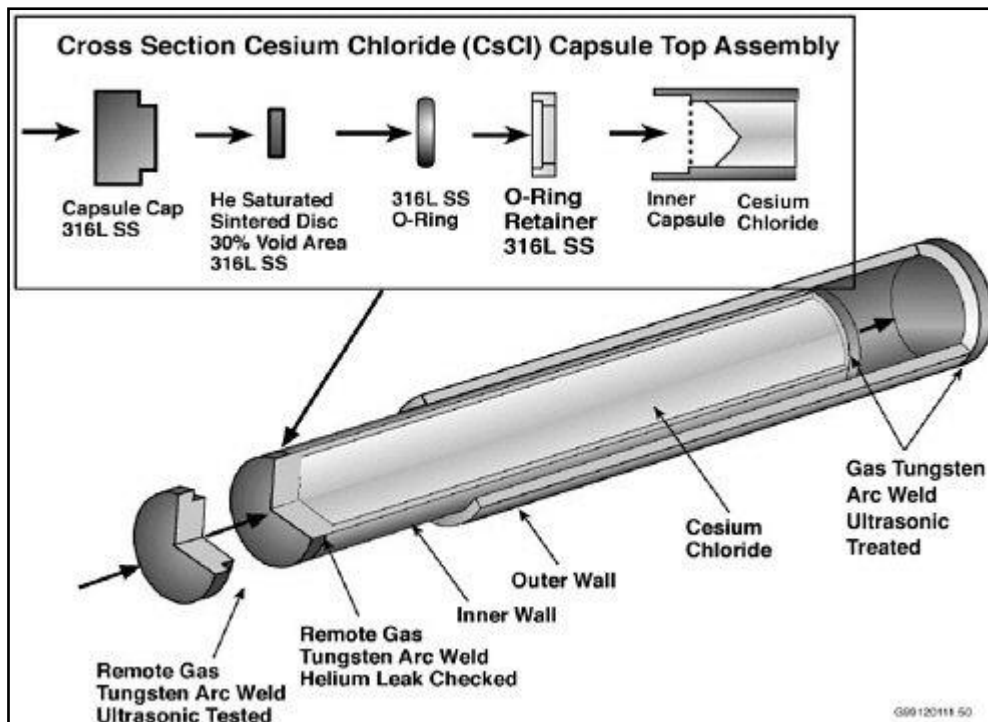 Cross Section Cesium Chloride (CsCl) Capsule Top Assembly
Capsule Cap
316L SS
He Saturated
Sintered Disc
30% Void Area
316L SS
316L SS
O-Ring
O-Ring
Retainer
316L SS
Inner
Capsule
Cesium
Chloride
Gas Tungsten
Arc Weld
Ultrasonic
Treated
Cesium
Chloride
Outer Wall
Inner Wall
Remote Gas
Tungsten Arc Weld
Helium Leak Checked
Remote Gas
Tungsten Arc Weld
Ultrasonic Tested